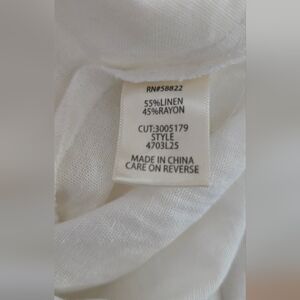 RN#58822
55%LINEN
45%RAYON
CUT:3005179
STYLE
4703L25
MADE IN CHINA
CARE ON REVERSE